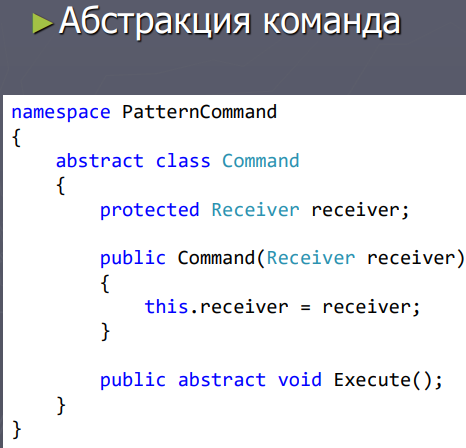 ►Абстракция команда
namespace PatternCommand
{
    abstract class Command
    {
        protected Receiver receiver;

        public Command(Receiver receiver)
        {
            this.receiver = receiver;
        }

        public abstract void Execute();
    }
}